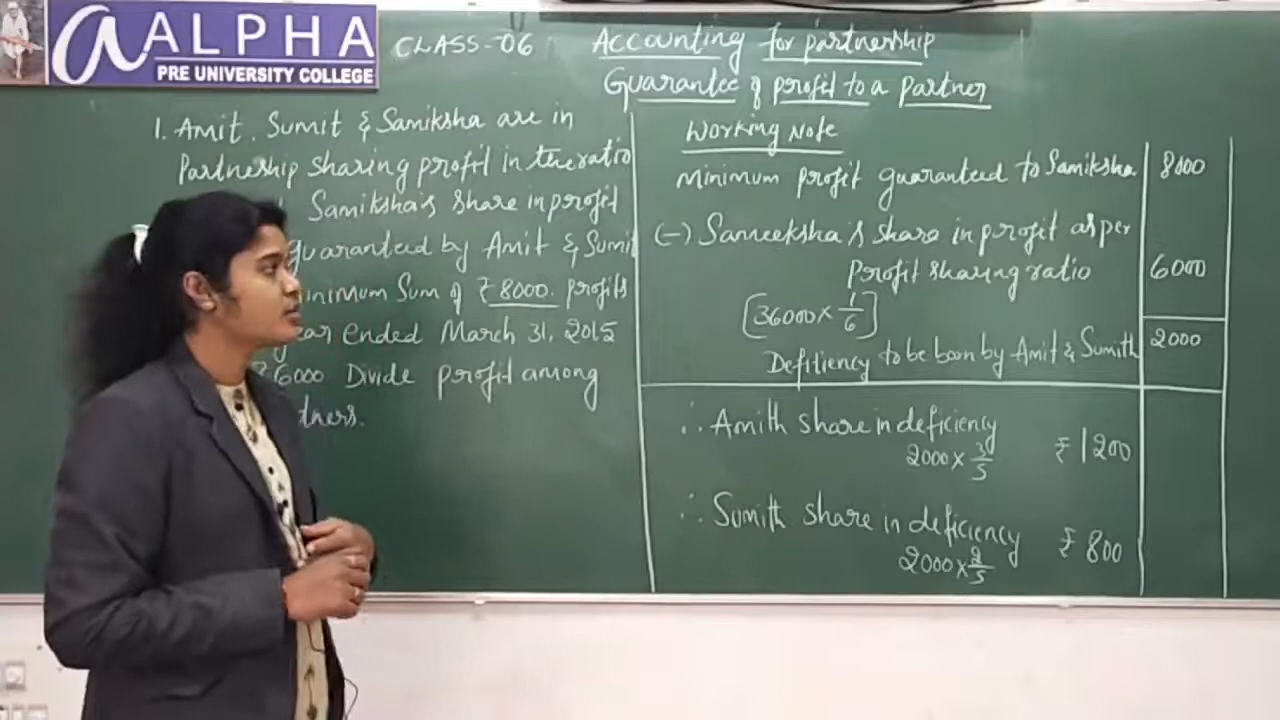 ALPHA
PRE UNIVERSITY COLLEGE
CLASS-06
Accounting for partnership
Guarantee of profit to a partner
1. Amit, Sumit & Samiksha are in
Partnership sharing profit in the ratio
Samiksha's Share in profit
guaranteed by Amit & Sumit
inimum Sum of ₹8000. profits
year ended March 31, 2015
6000 Divide profit among
tners.
Working Note
Minimum profit guaranteed to Samiksha 8000
(-) Sameeksha's share in profit as per
Profit sharing ratio 6000
[36000 × 1/6]
Defitiency to be born by Amit & Sumith 2000
∴ Amith share in deficiency
2000 × 3/5 ₹ 1200
∴ Sumith share in deficiency
2000 × 2/5 ₹ 800